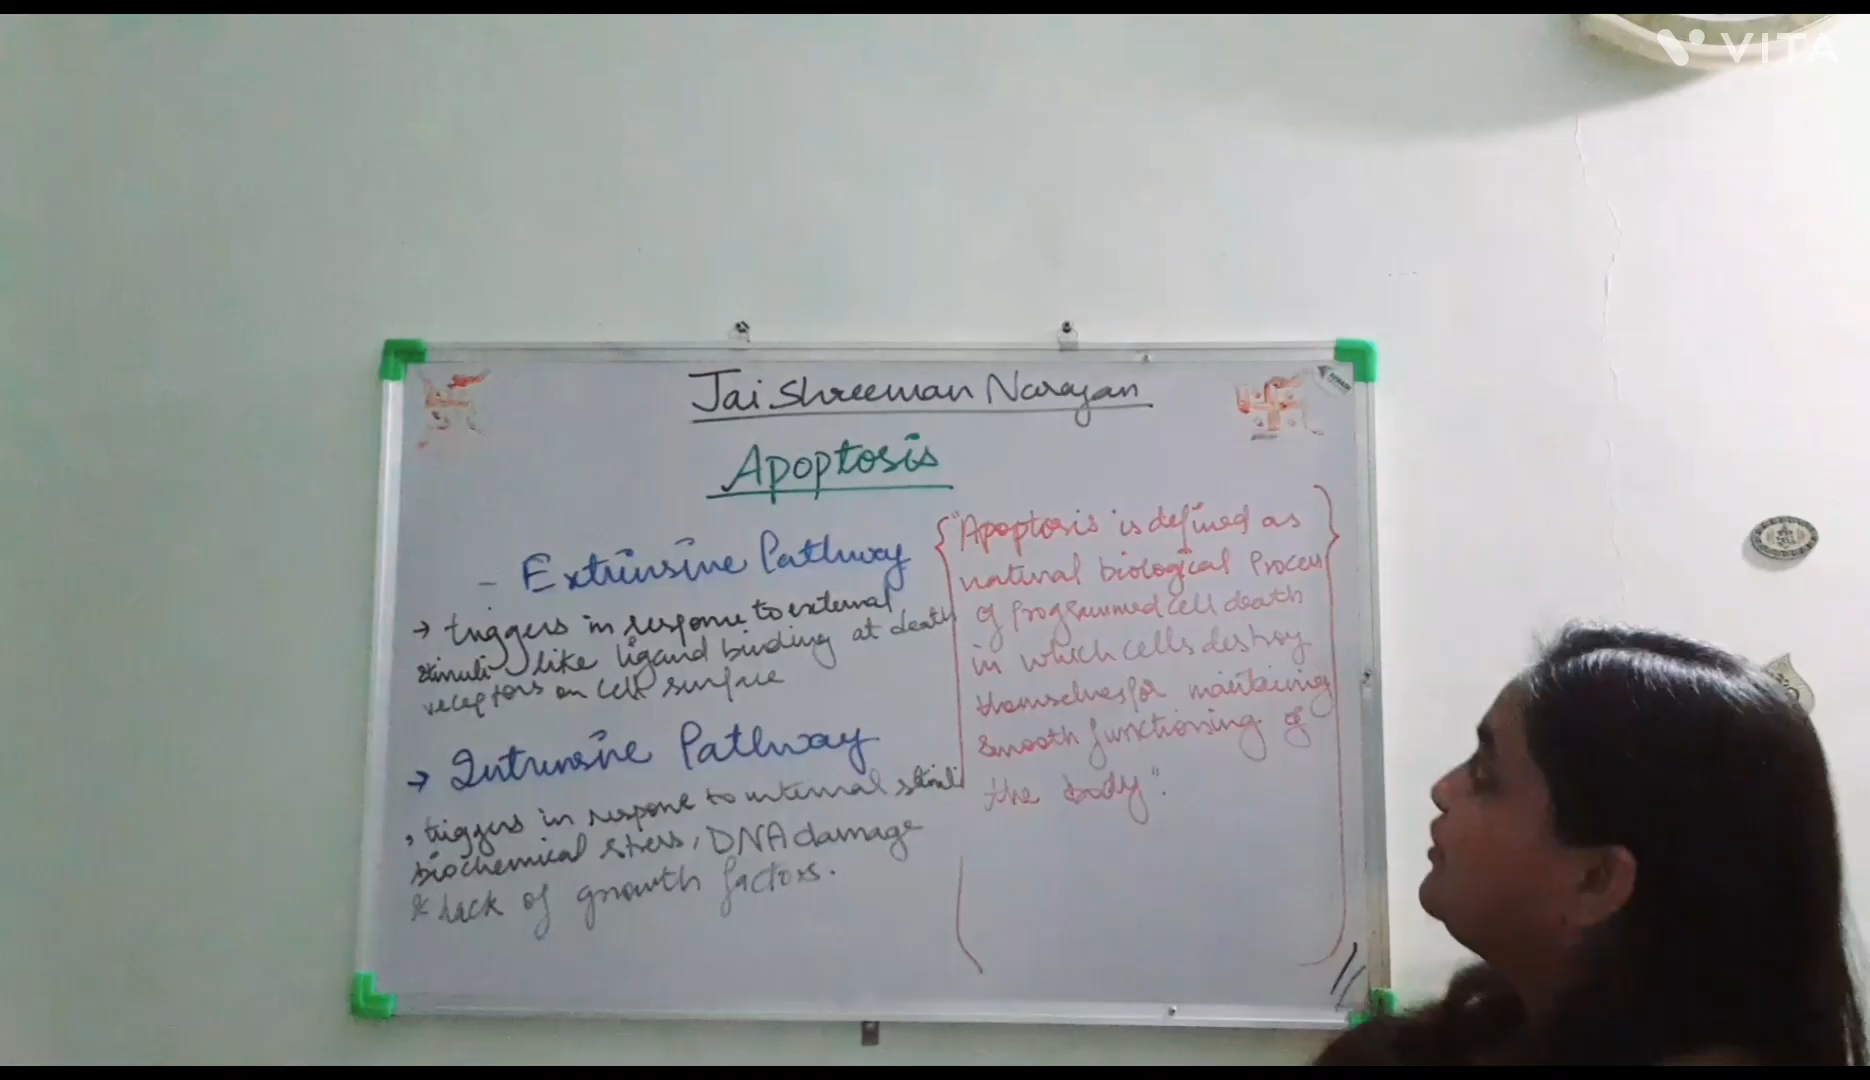 VITA
Jai Shreeman Narayan
Apoptosis
- Extrinsic Pathway
→ triggers in response to external
stimuli like ligand binding at death
receptors on cell surface
→ Intrinsic Pathway
, triggers in respone to internal stimli
biochemical stress, DNA damage
& lack of growth factors.
"Apoptosis is defined as
natural biological Process
of Programmed cell death
in which cells destroy
themselves for maintaining
smooth functioning of
the body".